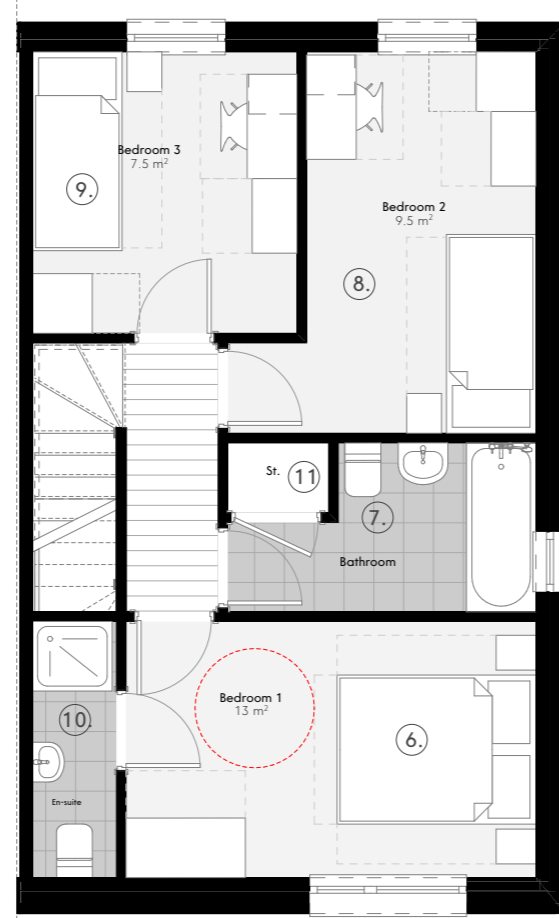 Bedroom 3
7.5 m²
9.
Bedroom 2
9.5 m²
8.
St.
11
7.
Bathroom
Bedroom 1
13 m²
6.
10.
En-suite